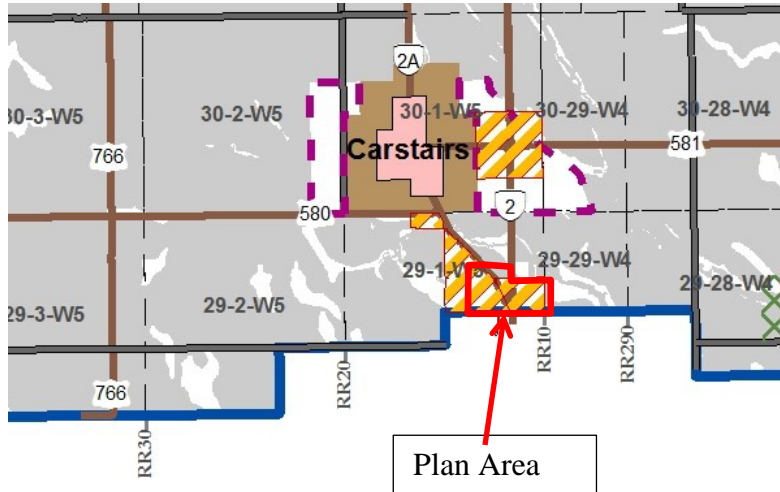 2A
30-3-W5
30-2-W5
30-1-W5
30-29-W4
30-28-W4
766
Carstairs
581
580
2
29-3-W5
29-2-W5
29-1-W5
29-29-W4
29-28-W4
766
RR30
RR20
RR10
RR290
Plan Area